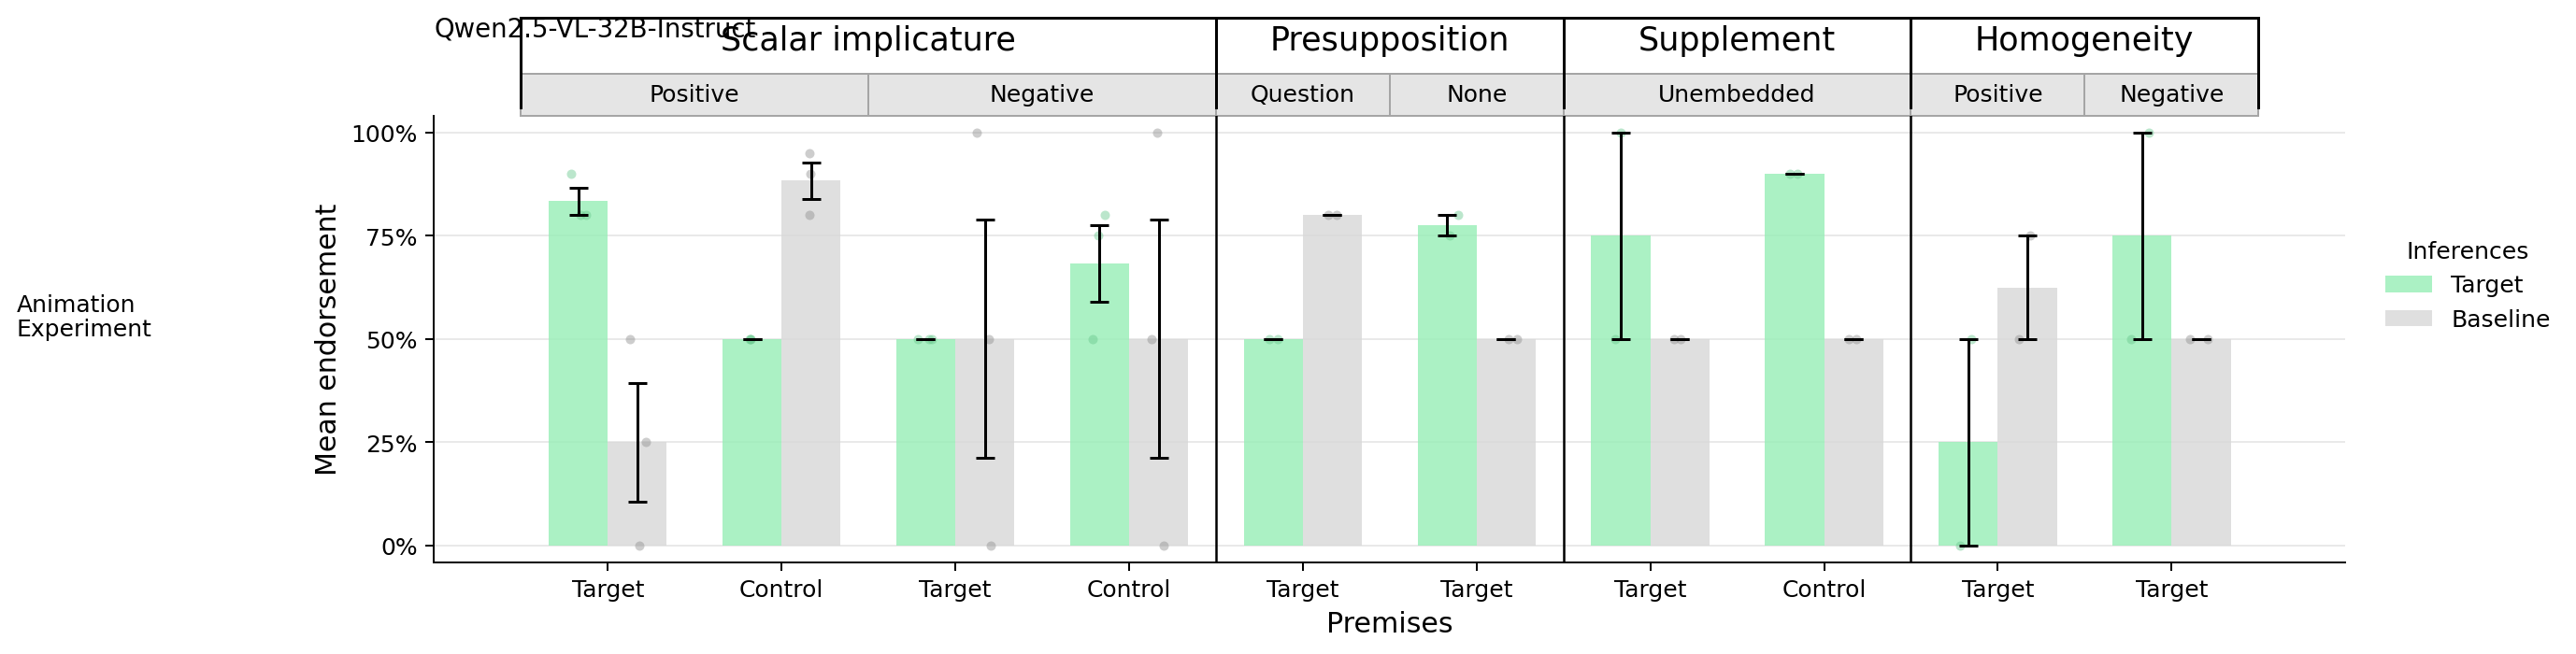 Qwen2.5-VL-32B-Instruct
Scalar implicature Presupposition Supplement Homogeneity
Positive Negative Question None Unembedded Positive Negative
100%
75%
50%
25%
0%
Mean endorsement
Animation
Experiment
Inferences
Target
Baseline
Target Control Target Control Target Target Target Control Target Target
Premises